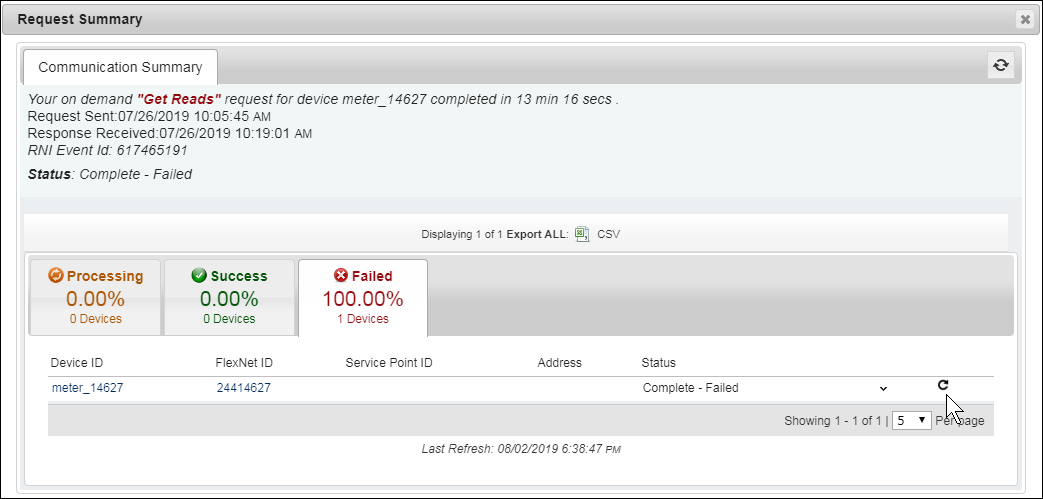 Request Summary
Communication Summary
Your on demand "Get Reads" request for device meter_14627 completed in 13 min 16 secs .
Request Sent:07/26/2019 10:05:45 AM
Response Received:07/26/2019 10:19:01 AM
RNI Event Id: 617465191
Status: Complete - Failed
Displaying 1 of 1 Export ALL: CSV
Processing Success Failed
0.00% 0.00% 100.00%
0 Devices 0 Devices 1 Devices
Device ID FlexNet ID Service Point ID Address Status
meter_14627 24414627 Complete - Failed
Showing 1 - 1 of 1 | 5 Per page
Last Refresh: 08/02/2019 6:38:47 PM